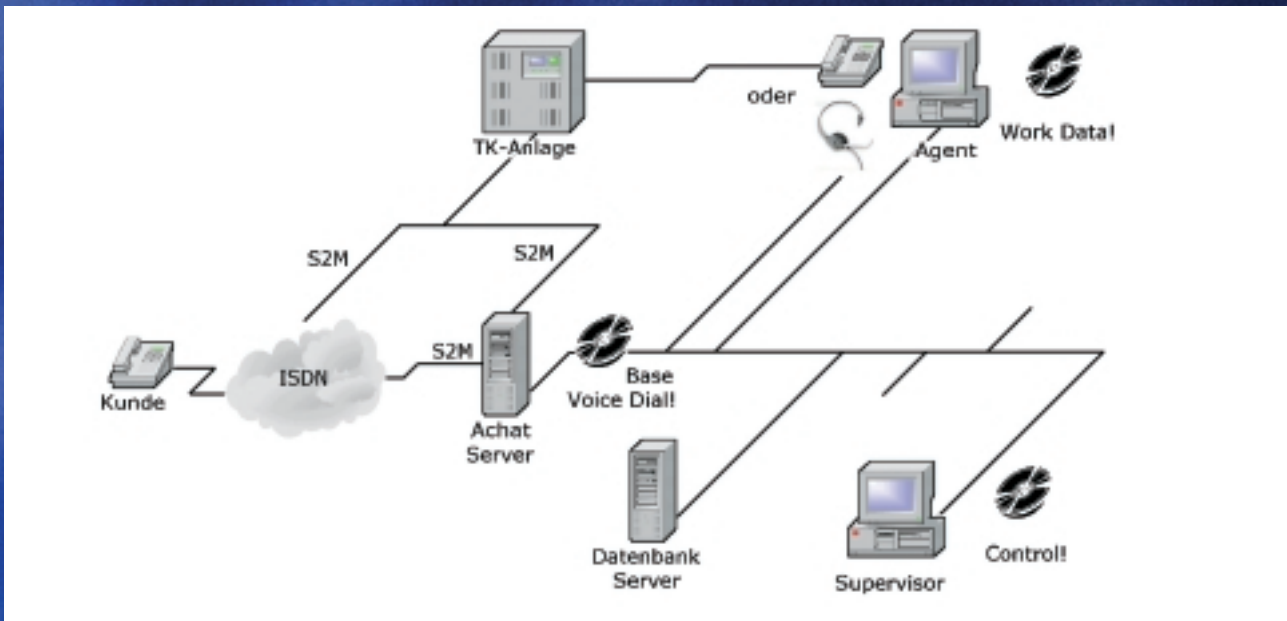 TK-Anlage
oder
Agent
Work Data!
S2M
S2M
Kunde
ISDN
S2M
Achat
Server
Base
Voice Dial!
Datenbank
Server
Supervisor
Control!